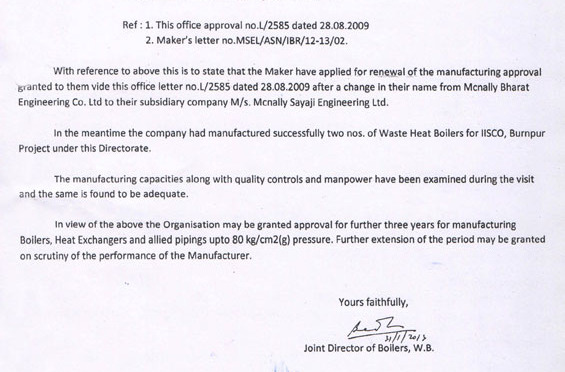 Ref : 1. This office approval no.L/2585 dated 28.08.2009
2. Maker's letter no.MSEL/ASN/IBR/12-13/02.
With reference to above this is to state that the Maker have applied for renewal of the manufacturing approval
granted to them vide this office letter no.L/2585 dated 28.08.2009 after a change in their name from Mcnally Bharat
Engineering Co. Ltd to their subsidiary company M/s. Mcnally Sayaji Engineering Ltd.
In the meantime the company had manufactured successfully two nos. of Waste Heat Boilers for IISCO, Burnpur
Project under this Directorate.
The manufacturing capacities along with quality controls and manpower have been examined during the visit
and the same is found to be adequate.
In view of the above the Organisation may be granted approval for further three years for manufacturing
Boilers, Heat Exchangers and allied pipings upto 80 kg/cm2(g) pressure. Further extension of the period may be granted
on scrutiny of the performance of the Manufacturer.
Yours faithfully,
31/1/2013
Joint Director of Boilers, W.B.